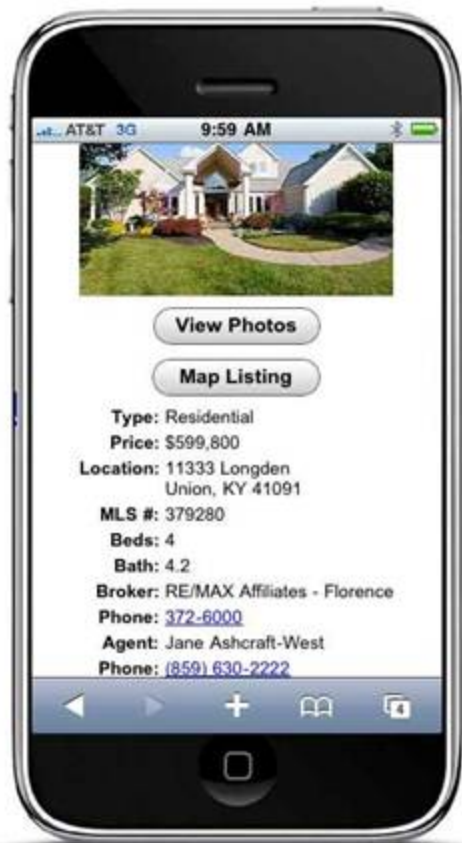 AT&T 3G 9:59 AM
View Photos
Map Listing
Type: Residential
Price: $599,800
Location: 11333 Longden
Union, KY 41091
MLS #: 379280
Beds: 4
Bath: 4.2
Broker: RE/MAX Affiliates - Florence
Phone: 372-6000
Agent: Jane Ashcraft-West
Phone: (859) 630-2222
4